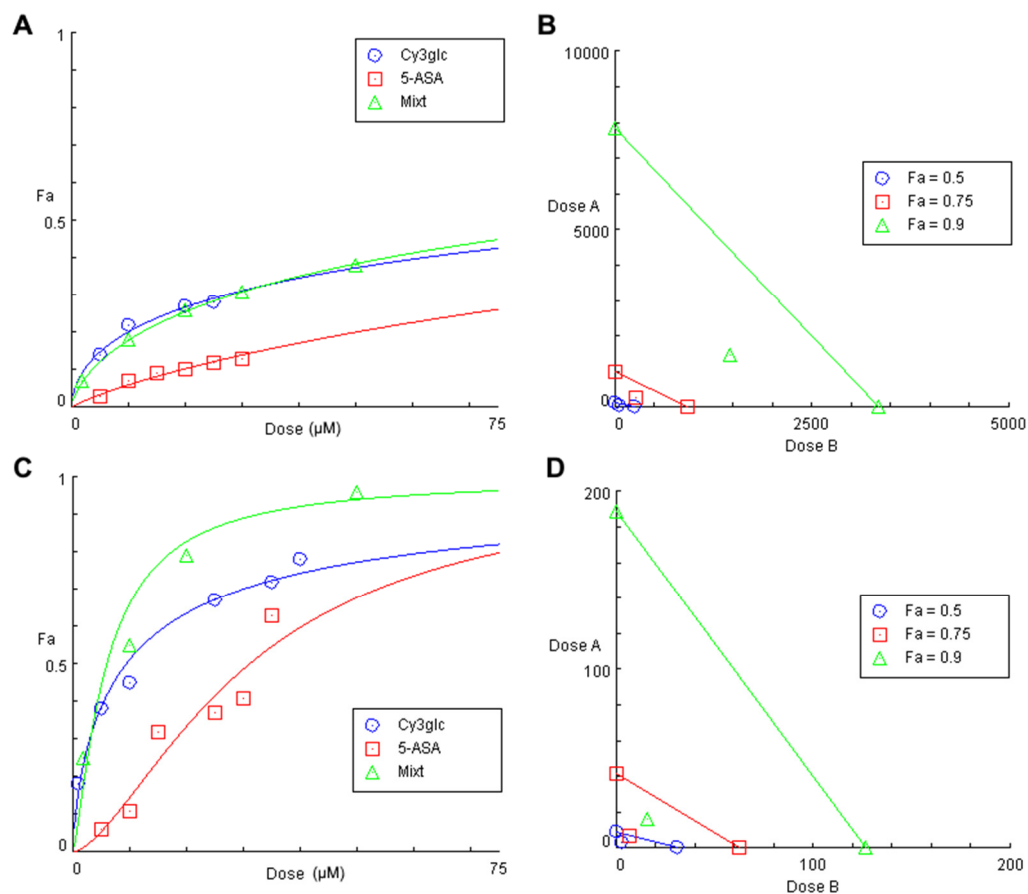 A
1
Cy3glc
5-ASA
Mixt
Fa
0.5
0
0
Dose (µM)
75
B
10000
Fa = 0.5
Fa = 0.75
Fa = 0.9
Dose A
5000
0
0
2500
5000
Dose B
C
1
Fa
0.5
Cy3glc
5-ASA
Mixt
0
0
Dose (µM)
75
D
200
Fa = 0.5
Fa = 0.75
Fa = 0.9
Dose A
100
0
0
100
200
Dose B